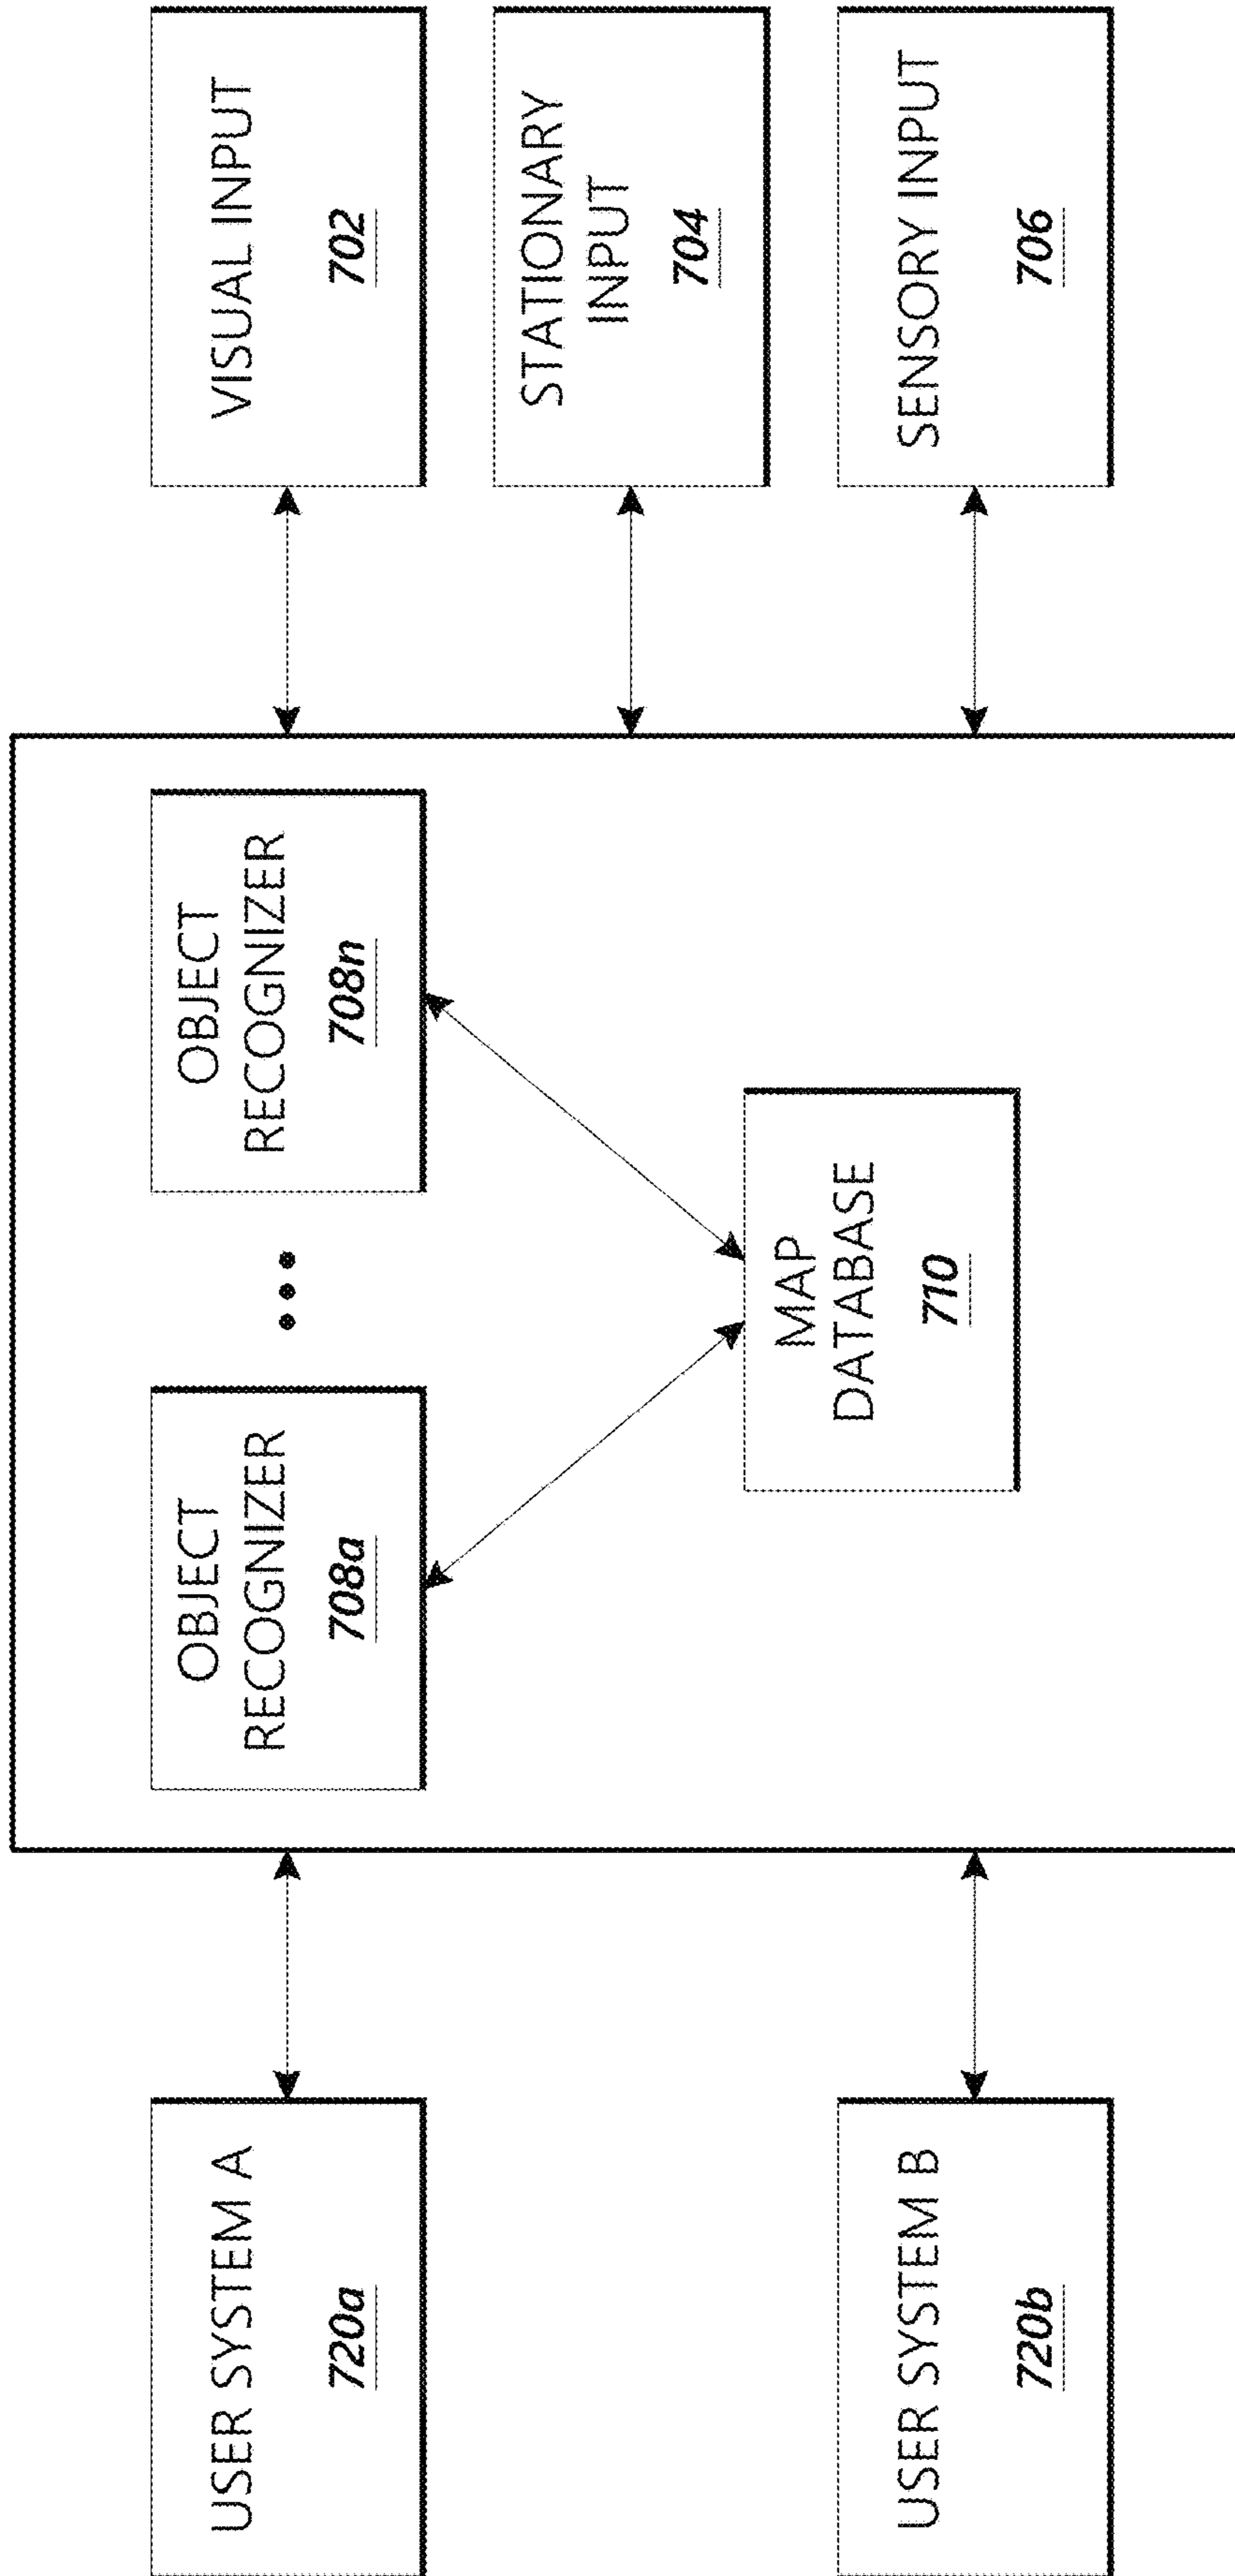 USER SYSTEM A
720a
OBJECT
RECOGNIZER
708a
OBJECT
RECOGNIZER
708n
VISUAL INPUT
702
STATIONARY
INPUT
704
MAP
DATABASE
710
USER SYSTEM B
720b
SENSORY INPUT
706